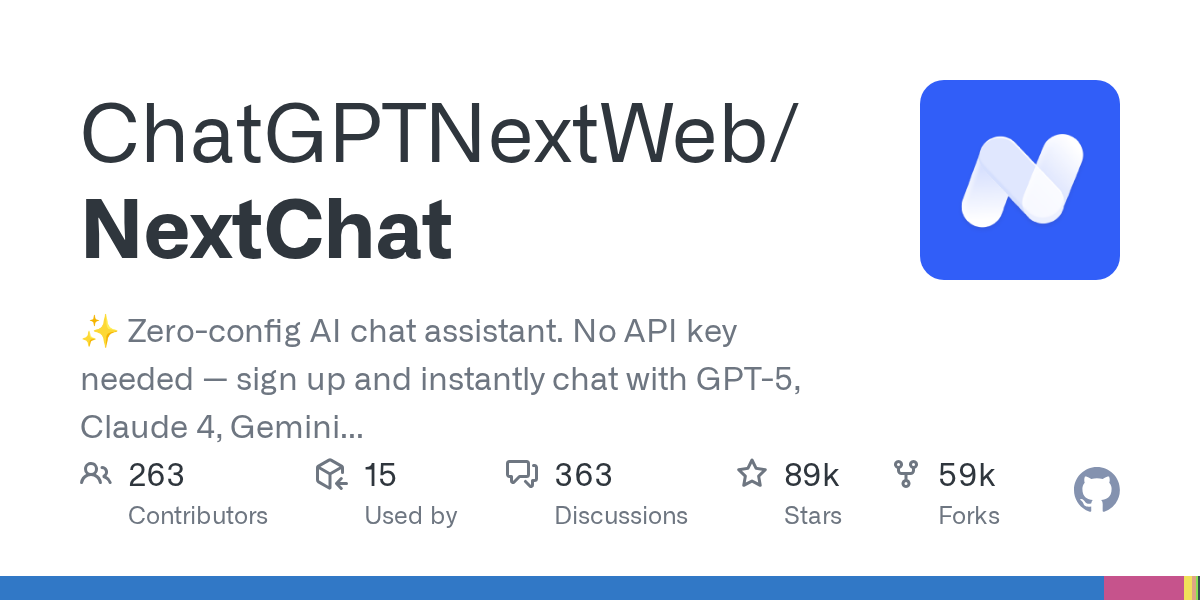 ChatGPTNextWeb/
NextChat
✨ Zero-config AI chat assistant. No API key
needed — sign up and instantly chat with GPT-5,
Claude 4, Gemini...
263 15 363 89k 59k
Contributors Used by Discussions Stars Forks